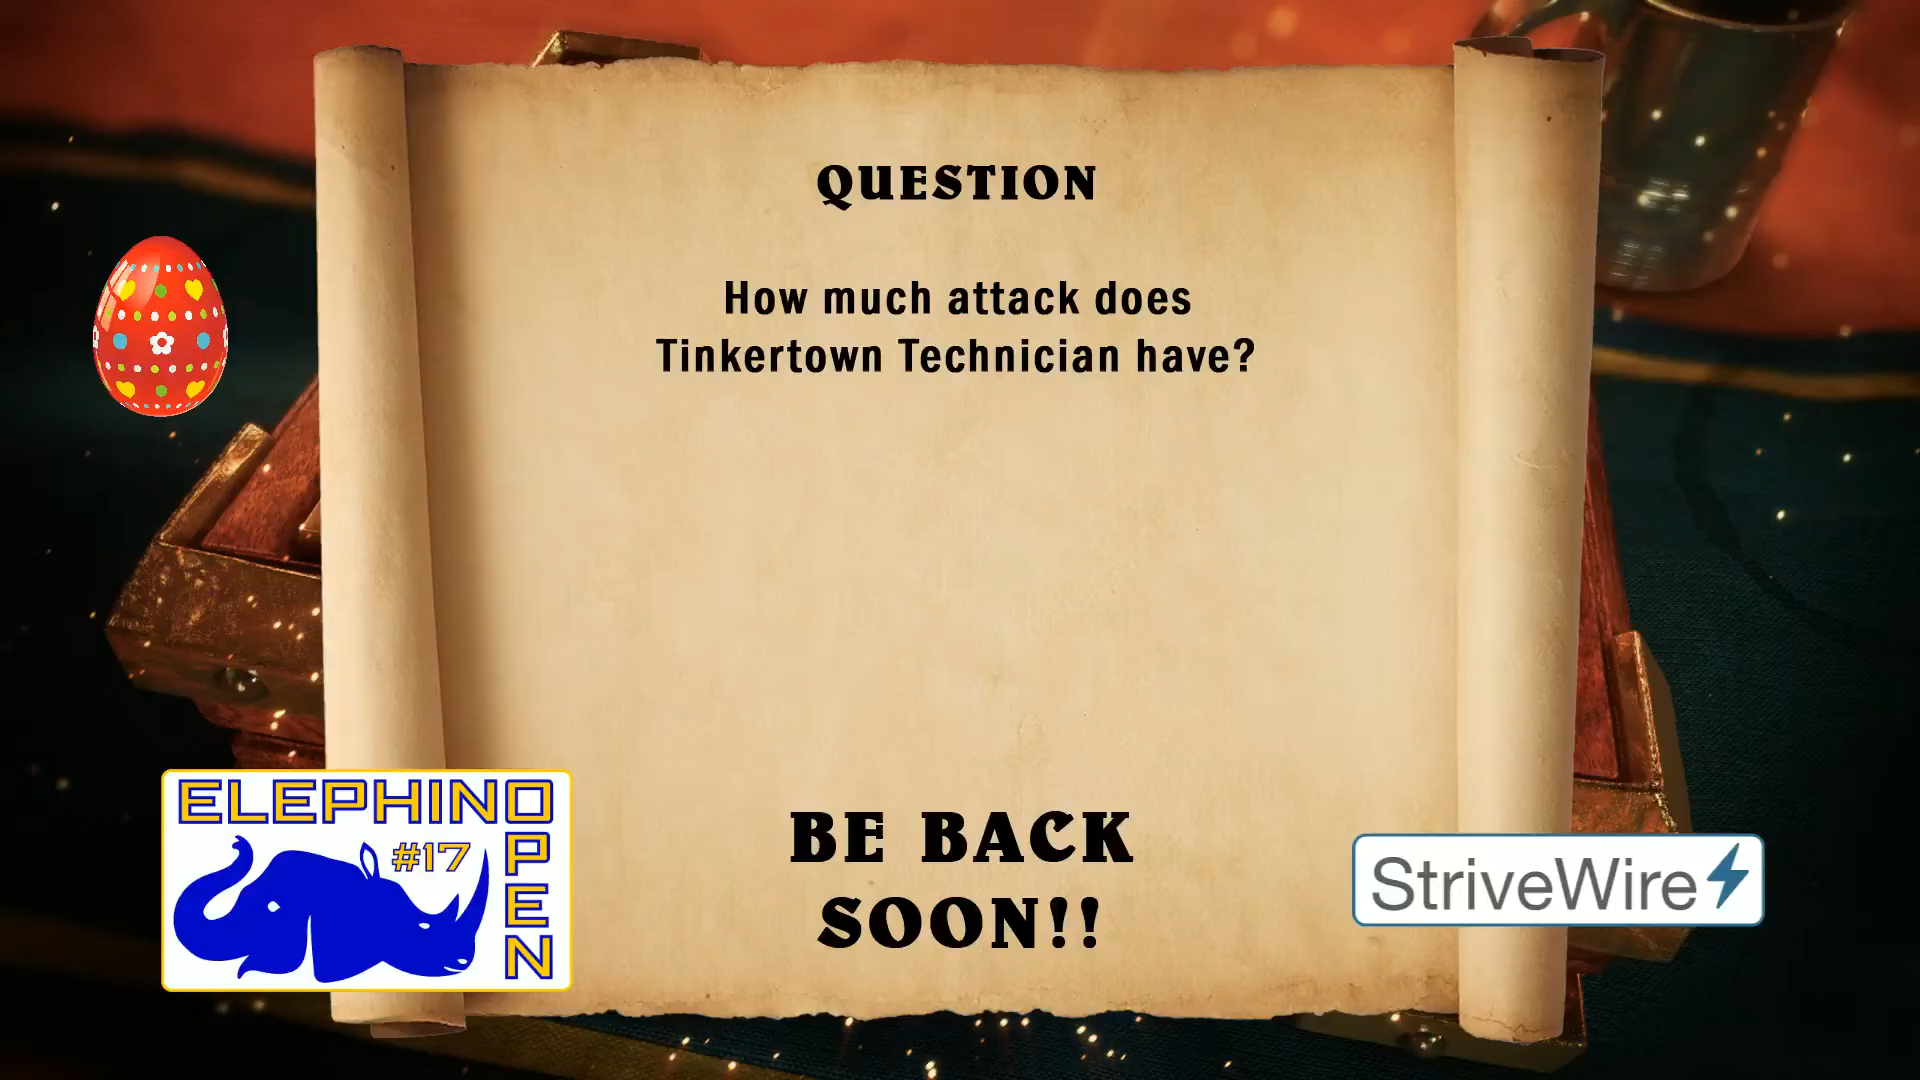 QUESTION
How much attack does
Tinkertown Technician have?
BE BACK
SOON!!
ELEPHINO
OPEN
#17
StriveWire